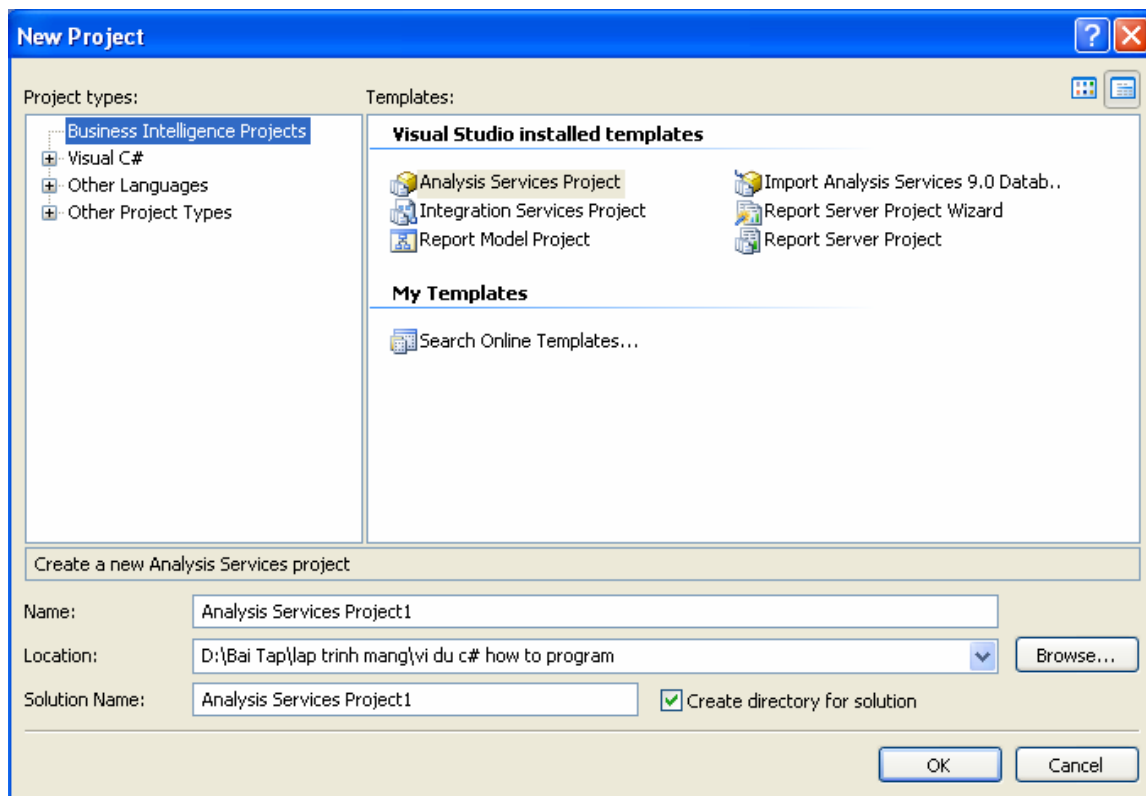 New Project
Project types:
Templates:
Business Intelligence Projects
Visual C#
Other Languages
Other Project Types
Visual Studio installed templates
Analysis Services Project
Import Analysis Services 9.0 Datab..
Integration Services Project
Report Server Project Wizard
Report Model Project
Report Server Project
My Templates
Search Online Templates...
Create a new Analysis Services project
Name:
Analysis Services Project1
Location:
D:\Bai Tap\lap trinh mang\vi du c# how to program
Browse...
Solution Name:
Analysis Services Project1
Create directory for solution
OK
Cancel